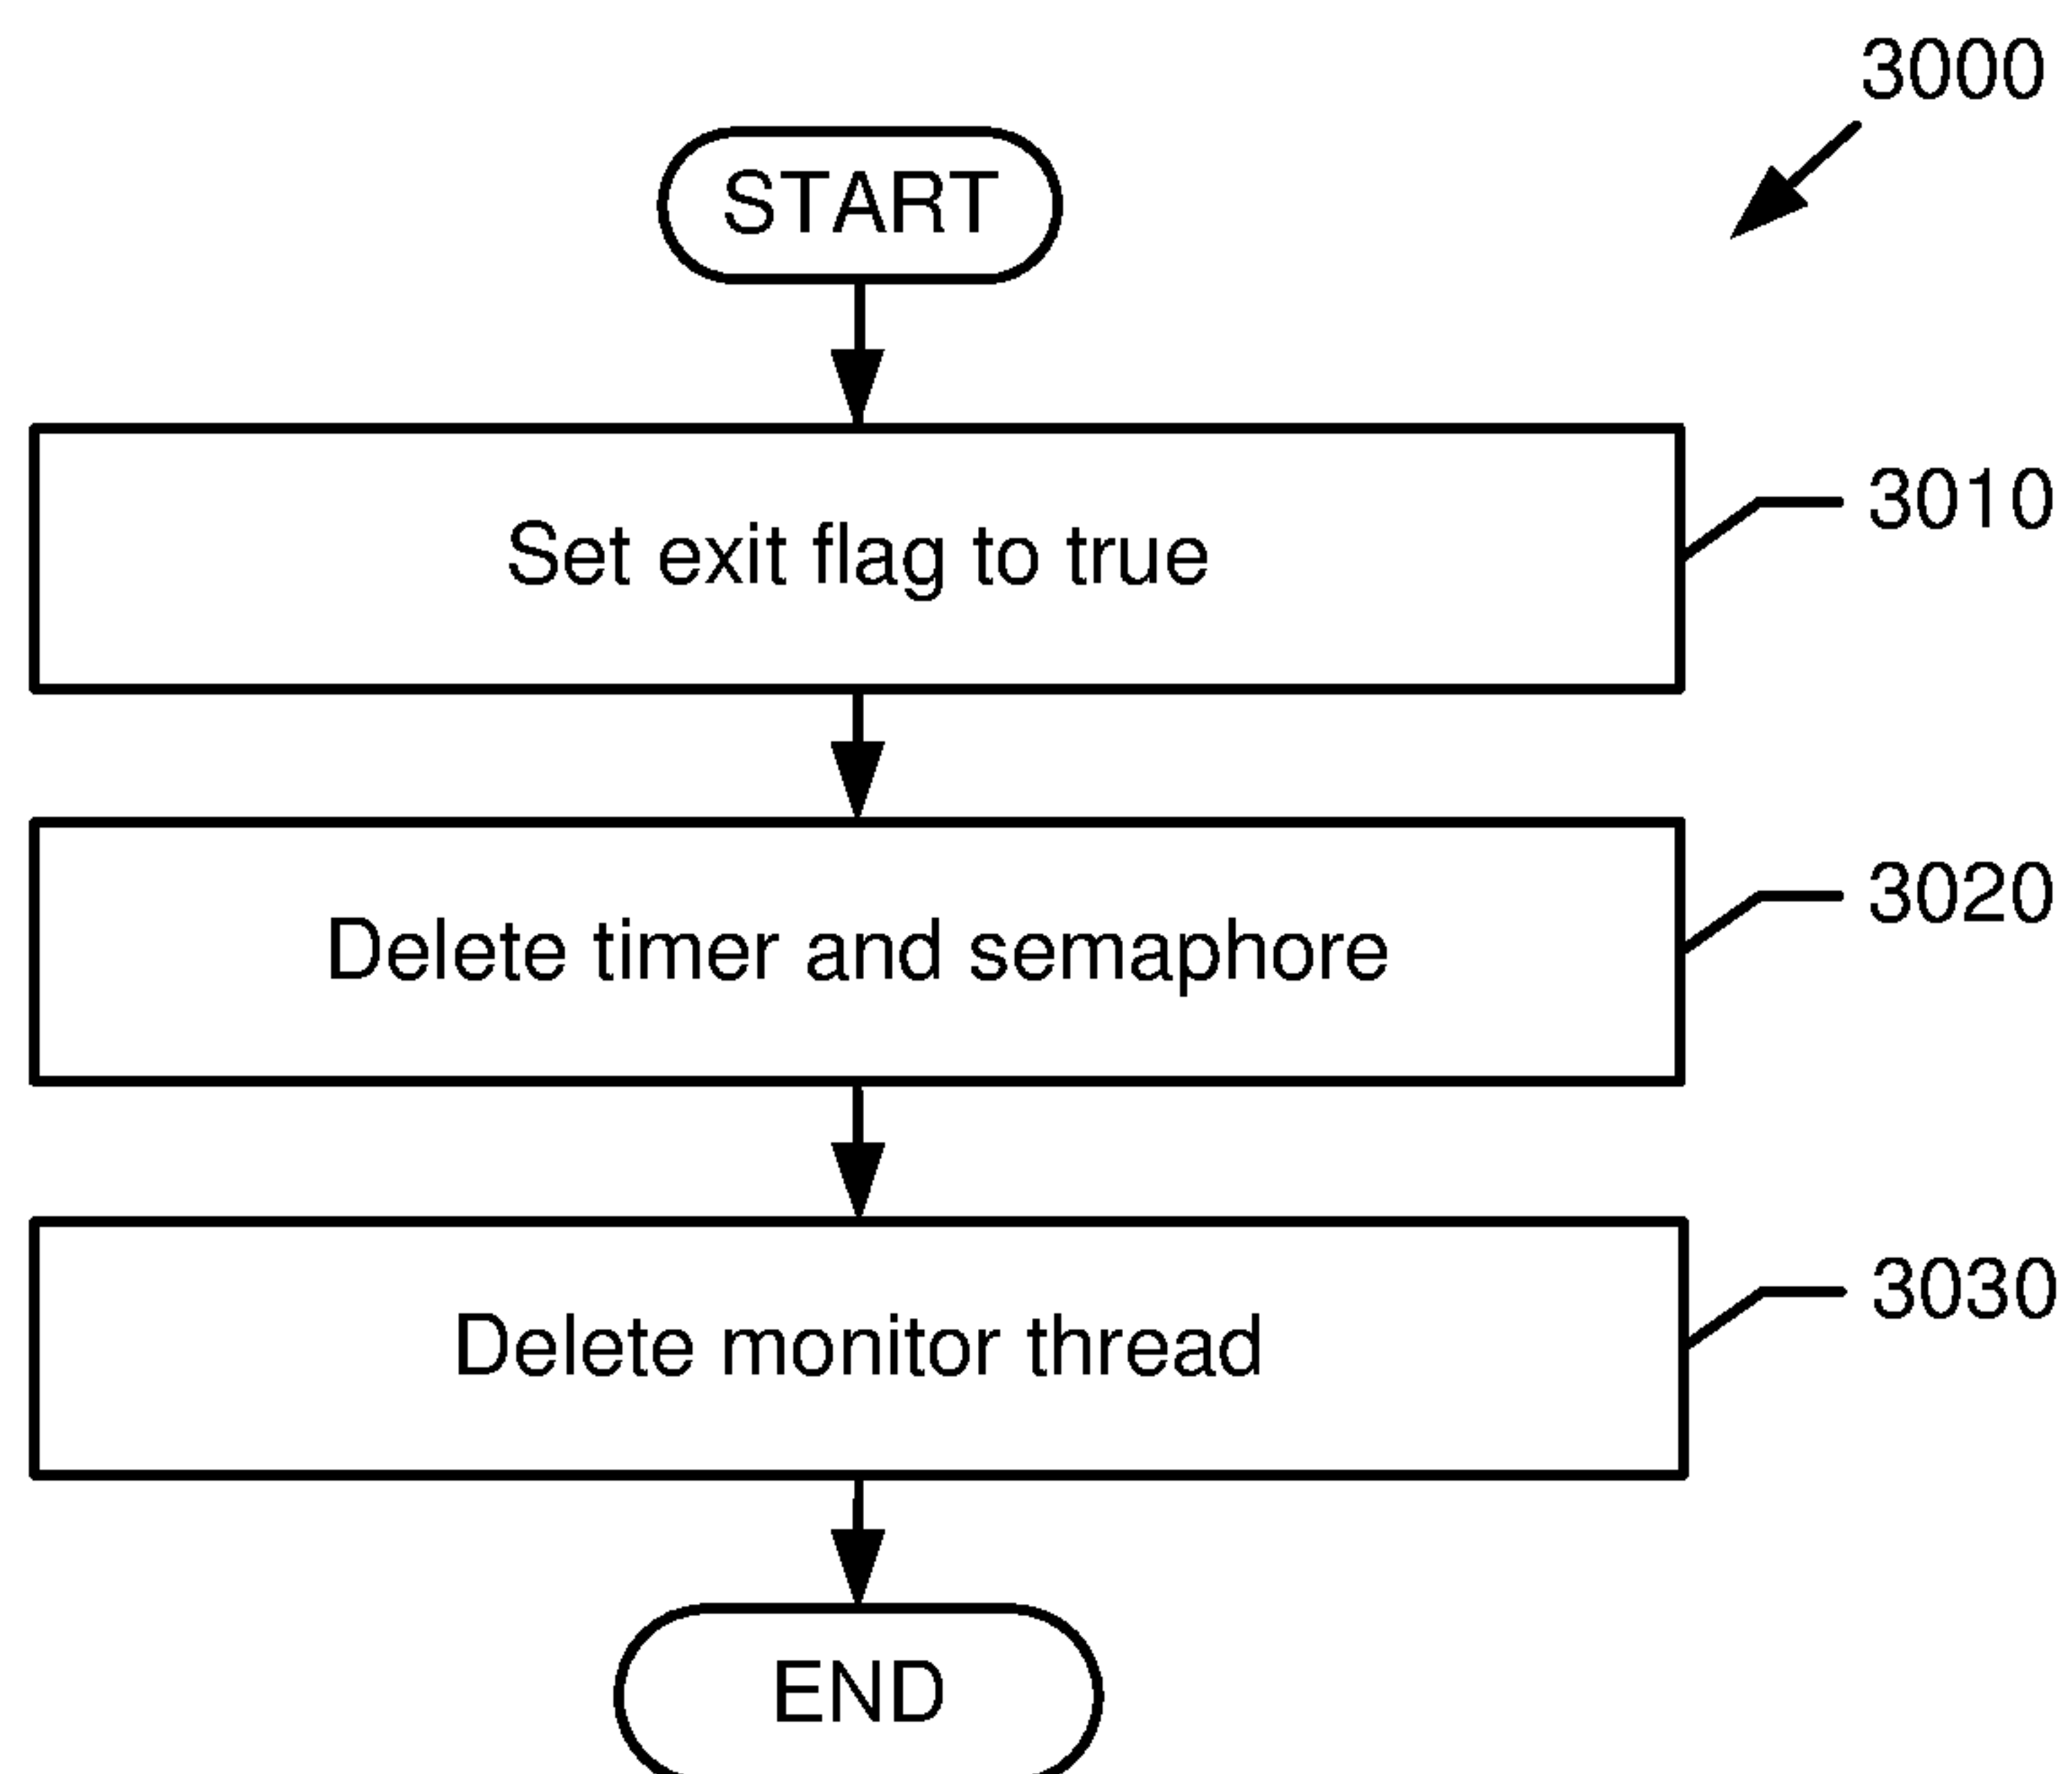 3000
START
Set exit flag to true
3010
Delete timer and semaphore
3020
Delete monitor thread
3030
END